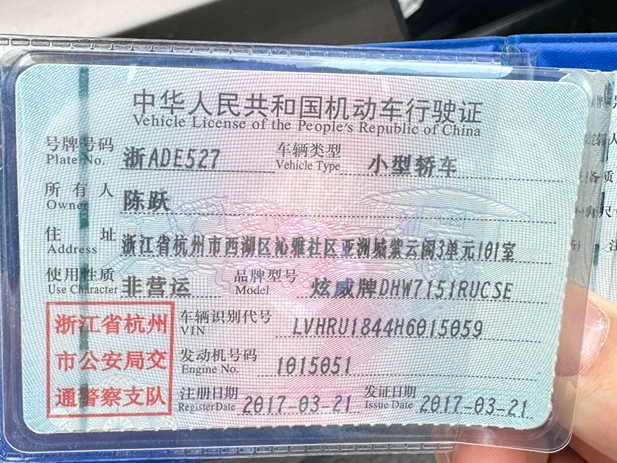 中华人民共和国机动车行驶证
Vehicle License of the People's Republic of China
号牌号码 浙ADE527 车辆类型 小型轿车
Plate No. Vehicle Type
所有人 陈跃
Owner
住址 浙江省杭州市西湖区沁雅社区亚洲城紫云阁3单元101室
Address
使用性质 非营运 品牌型号 炫威牌DHW7151RUCSE
Use Character Model
浙江省杭州
市公安局交
通警察支队
车辆识别代号 LVHRU1844H6015059
VIN
发动机号码 1015051
Engine No.
注册日期 2017-03-21 发证日期 2017-03-21
Register Date Issue Date